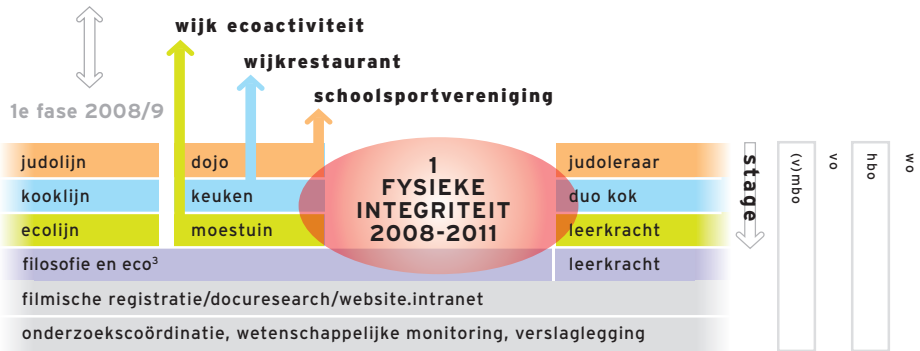 wijk ecoactiviteit
wijkrestaurant
schoolsportvereniging
1e fase 2008/9
judolijn dojo judoleraar
kooklijn keuken duo kok
ecolijn moestuin leerkracht
filosofie en eco³ leerkracht
1
FYSIEKE
INTEGRITEIT
2008-2011
filmische registratie/docuresearch/website.intranet
onderzoekscoördinatie, wetenschappelijke monitoring, verslaglegging
stage
(v)mbo
vo
hbo
wo